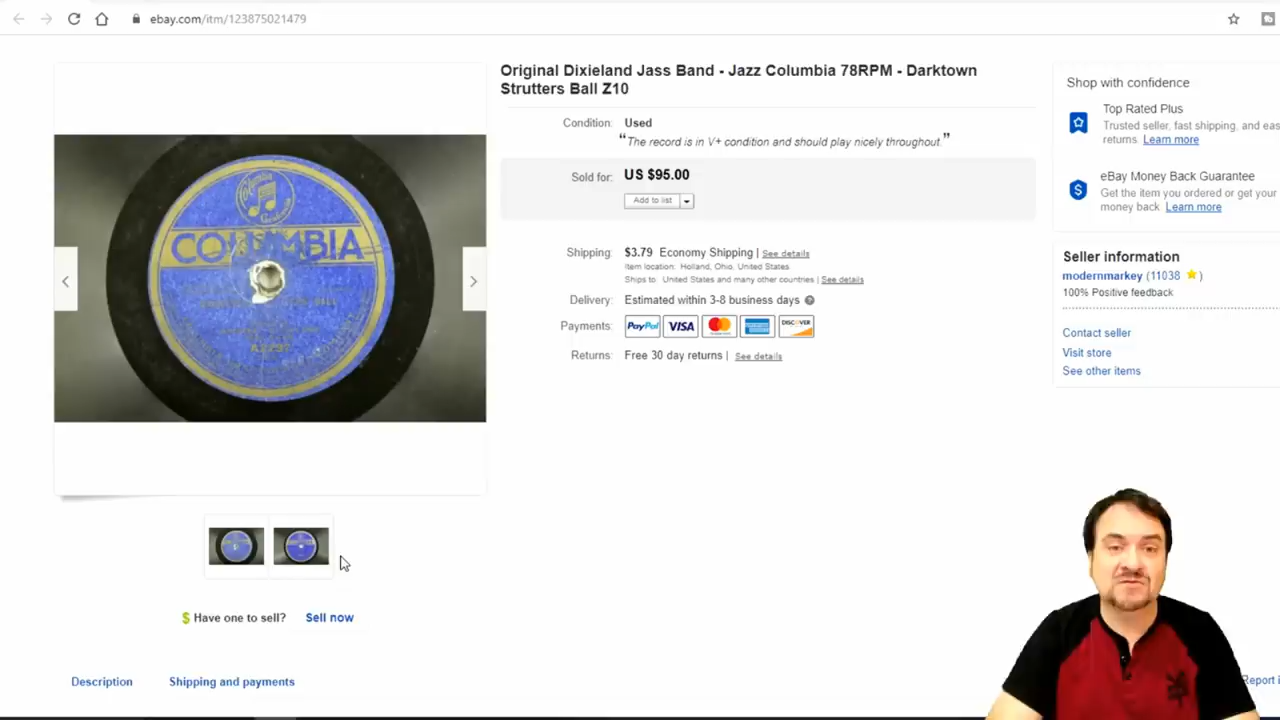 ebay.com/itm/123875021479
Original Dixieland Jass Band - Jazz Columbia 78RPM - Darktown
Strutters Ball Z10
Condition: Used
“The record is in V+ condition and should play nicely throughout.”
Sold for: US $95.00
Add to list
Shipping: $3.79 Economy Shipping | See details
Item location: Holland, Ohio, United States
Ships to: United States and many other countries | See details
Delivery: Estimated within 3-8 business days
Payments: PayPal VISA MasterCard AMERICAN EXPRESS DISCOVER
Returns: Free 30 day returns | See details
Shop with confidence
Top Rated Plus
Trusted seller, fast shipping, and eas
returns. Learn more
eBay Money Back Guarantee
Get the item you ordered or get your
money back. Learn more
Seller information
modernmarkey (11038 )
100% Positive feedback
Contact seller
Visit store
See other items
COLUMBIA
A2297
$ Have one to sell? Sell now
Description Shipping and payments
Report i